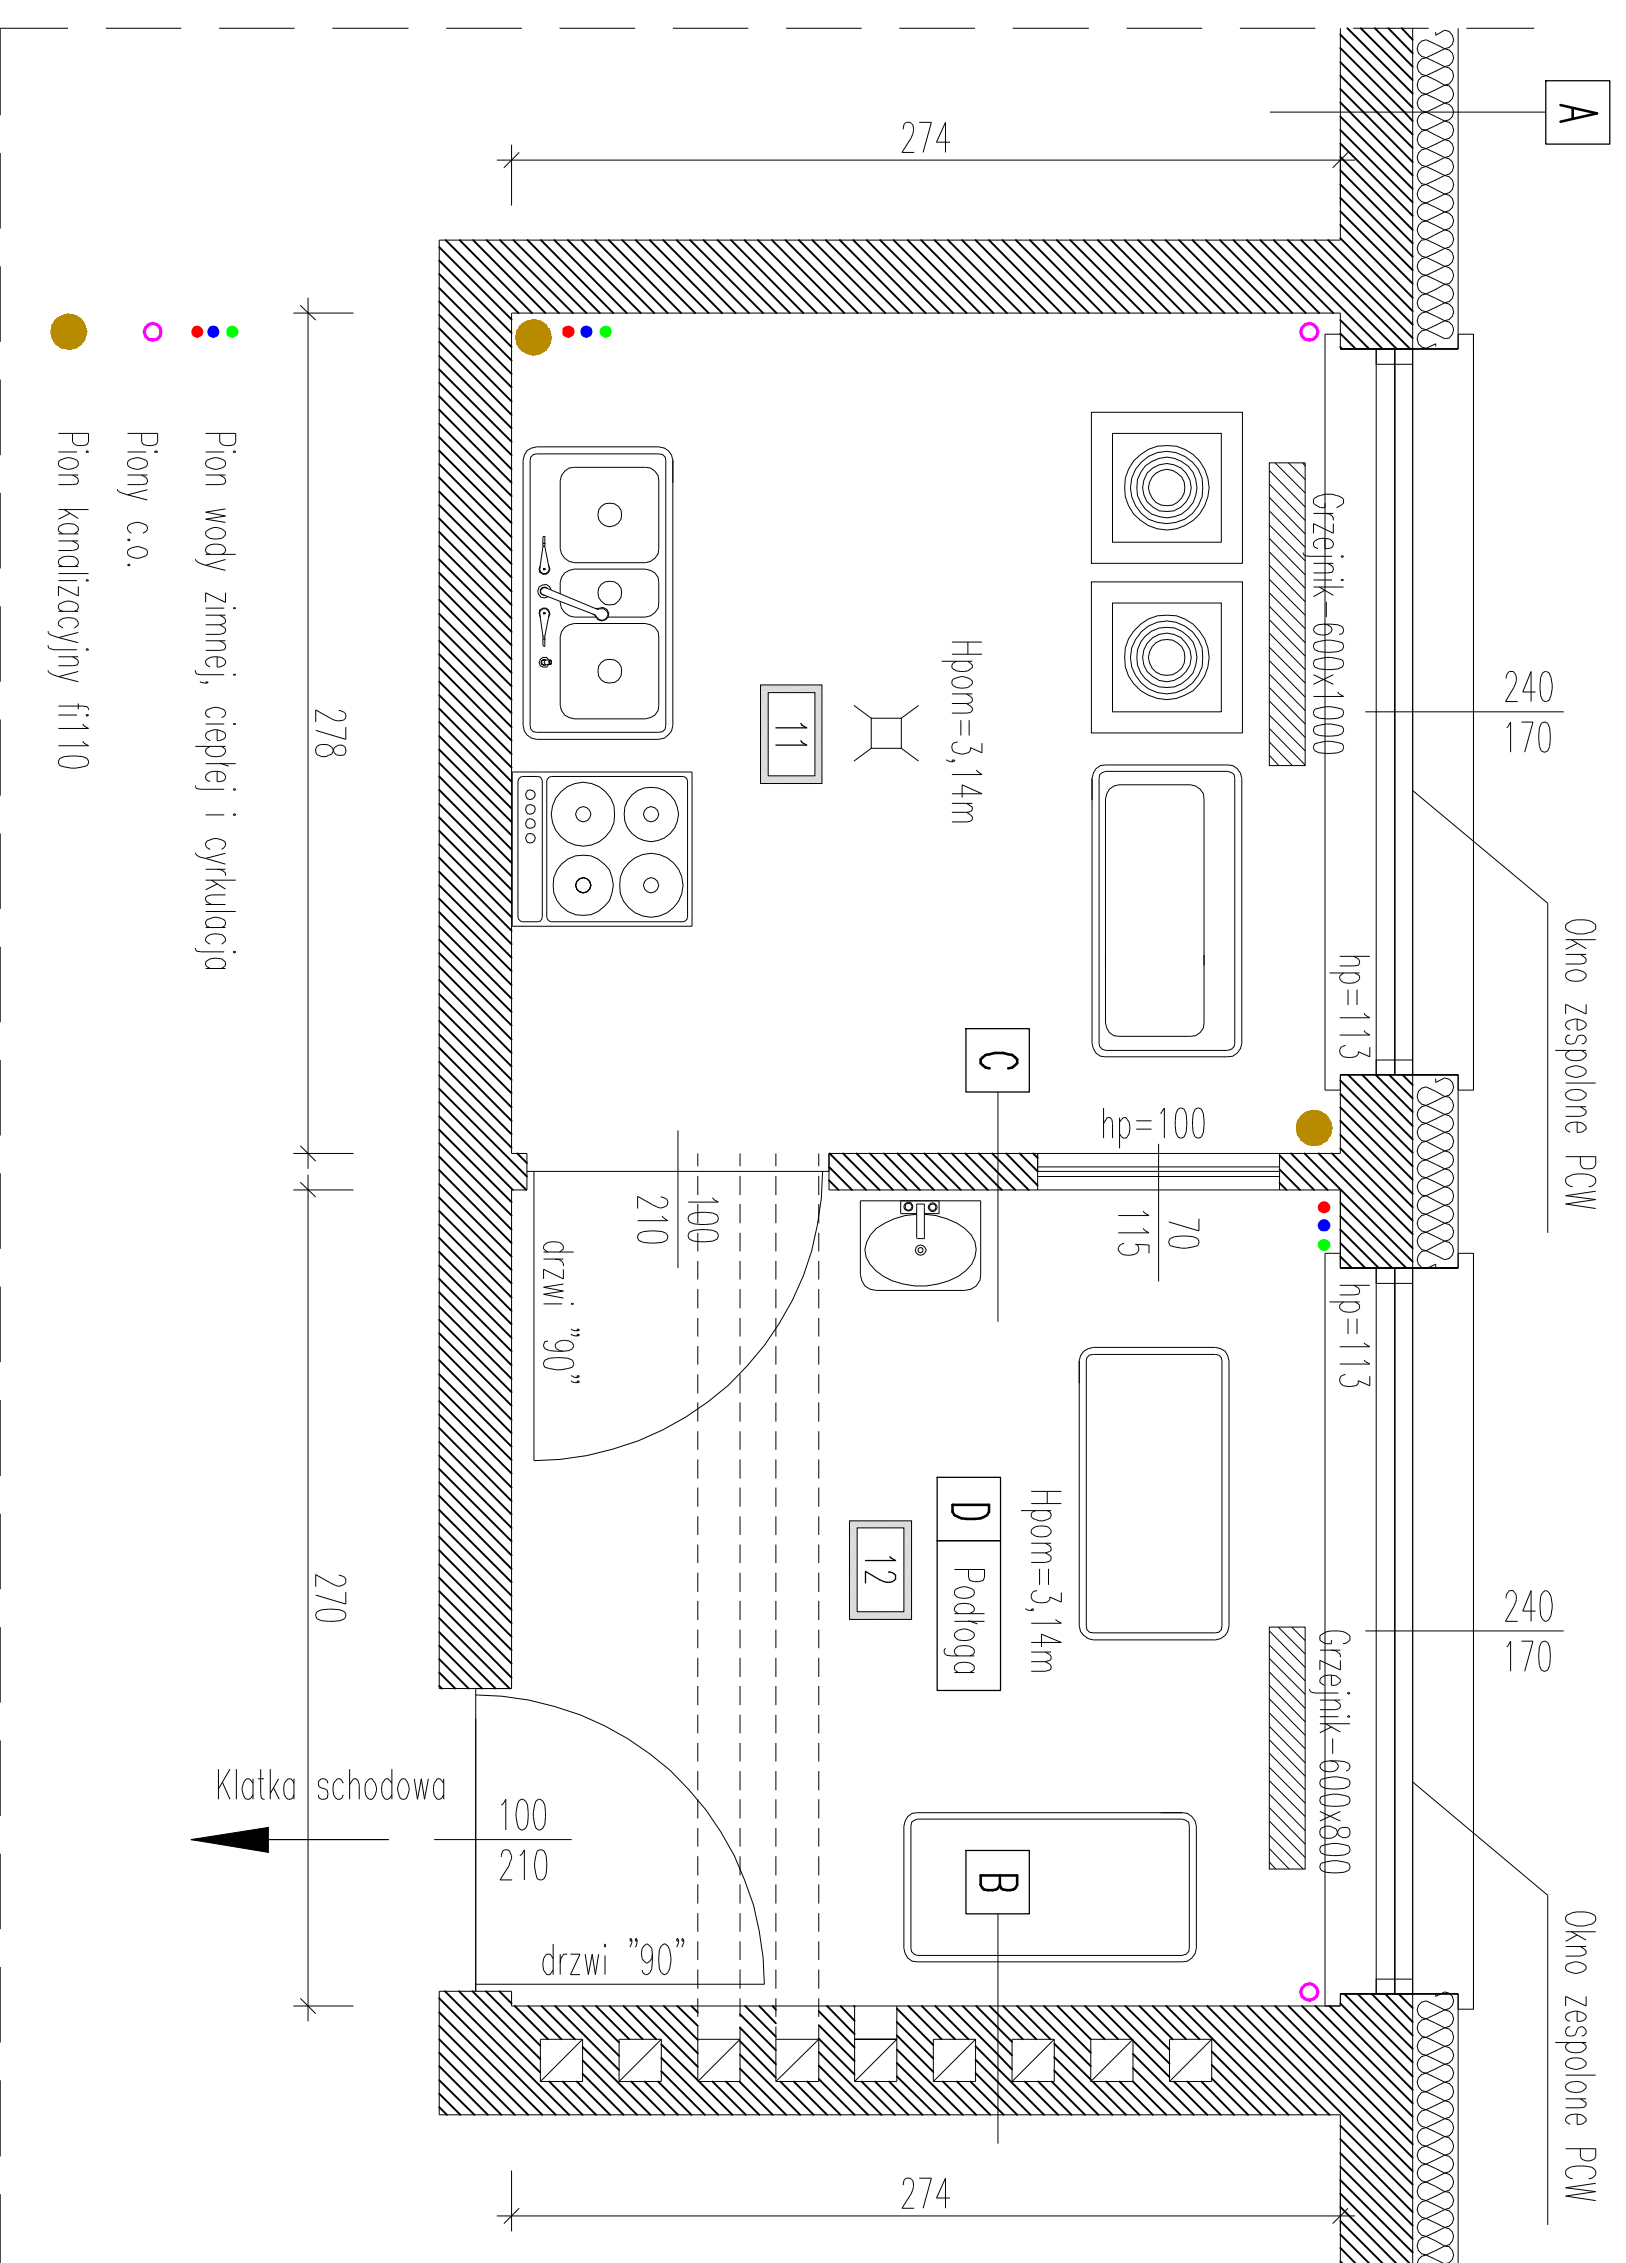 A
274
Okno zespolone PCW
240
170
hp=113
Grzejnik-600x1000
Hpom=3,14m
11
C
hp=100
70
115
100
210
drzwi "90"
278
Pion wody zimnej, ciepłej i cyrkulacja
Piony c.o.
Pion kanalizacyjny fi110
Okno zespolone PCW
240
170
hp=113
Grzejnik-600x800
Hpom=3,14m
D
Podłoga
12
B
270
Klatka schodowa
100
210
drzwi "90"
274